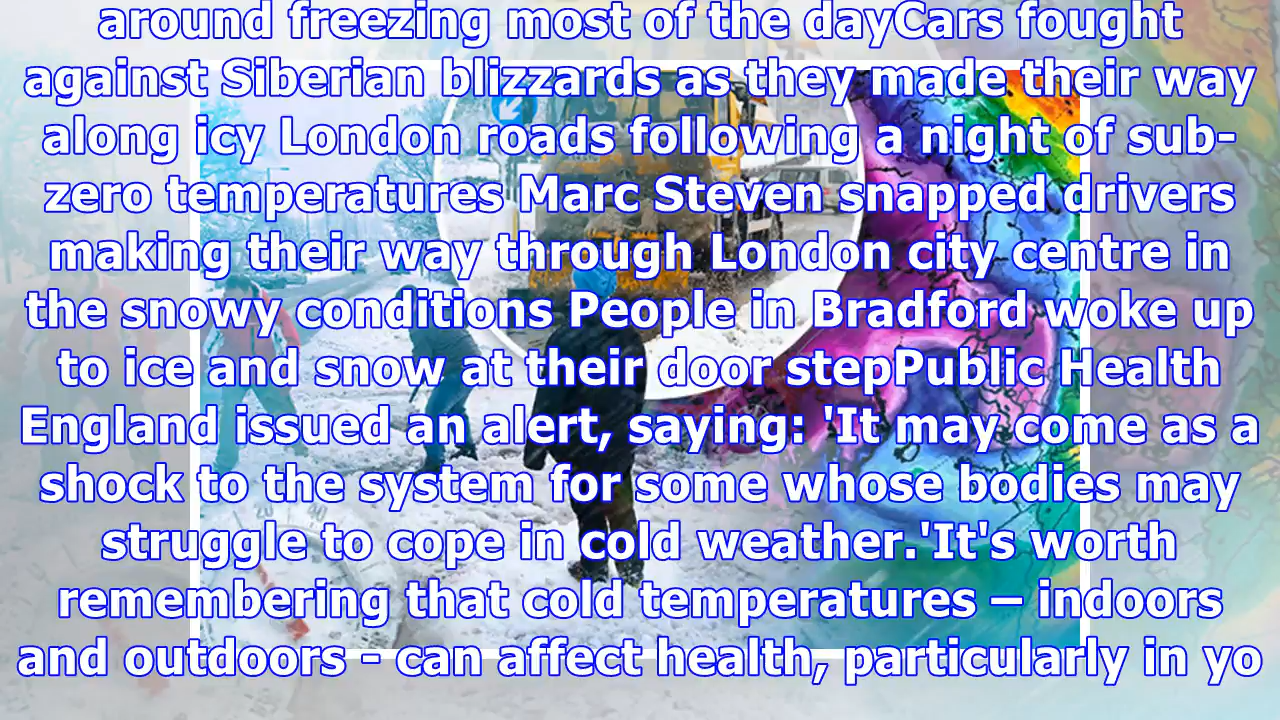 around freezing most of the dayCars fought
against Siberian blizzards as they made their way
along icy London roads following a night of sub-
zero temperatures Marc Steven snapped drivers
making their way through London city centre in
the snowy conditions People in Bradford woke up
to ice and snow at their door stepPublic Health
England issued an alert, saying: 'It may come as a
shock to the system for some whose bodies may
struggle to cope in cold weather.'It's worth
remembering that cold temperatures – indoors
and outdoors - can affect health, particularly in yo